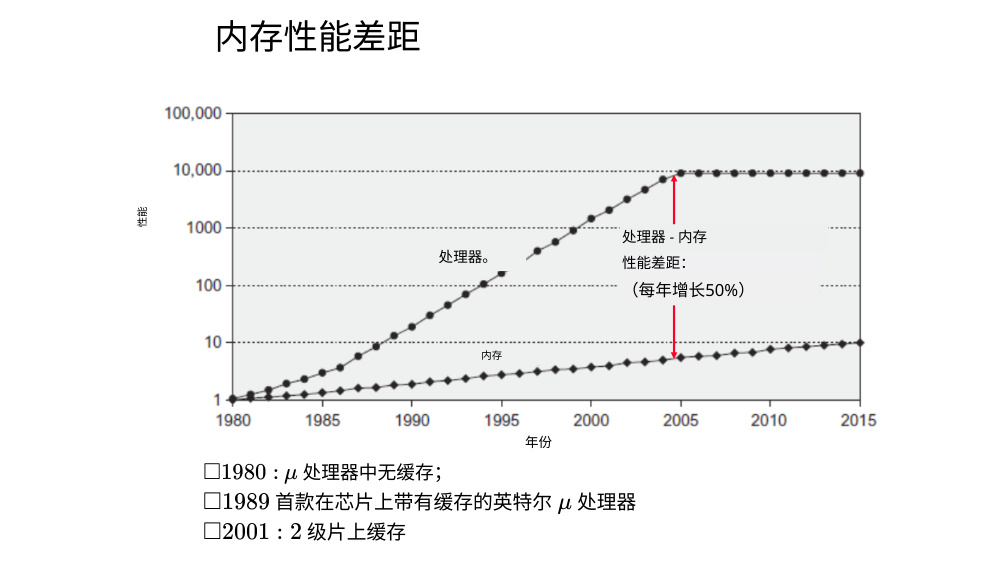 内存性能差距
100,000
10,000
1000
100
10
1
性能
处理器。
内存
处理器 - 内存
性能差距：
（每年增长50%）
1980 1985 1990 1995 2000 2005 2010 2015
年份
□1980 : μ 处理器中无缓存；
□1989 首款在芯片上带有缓存的英特尔 μ 处理器
□2001 : 2 级片上缓存